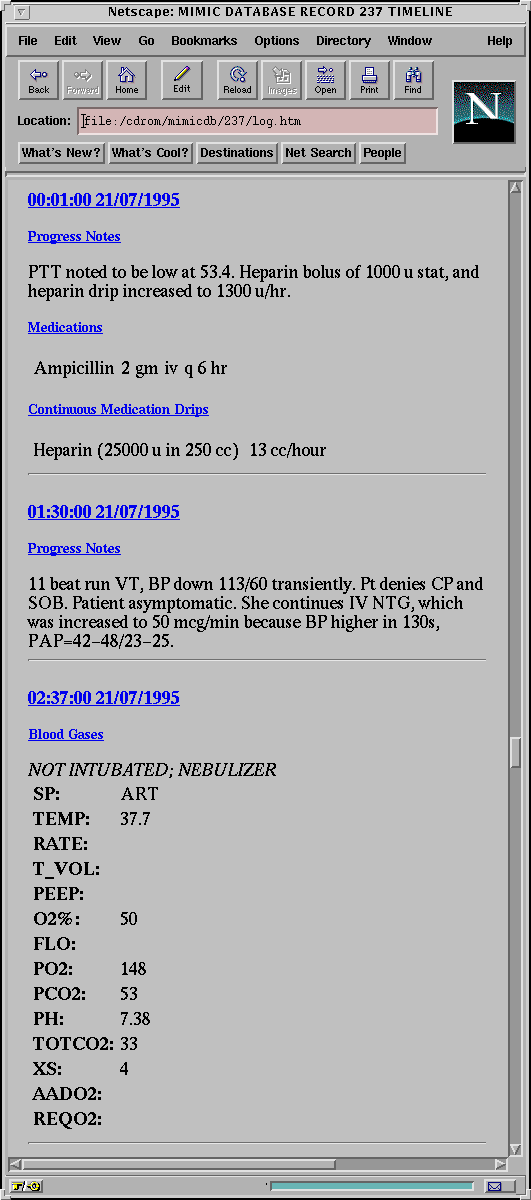 Netscape: MIMIC DATABASE RECORD 237 TIMELINE
File Edit View Go Bookmarks Options Directory Window Help
Back Forward Home Edit Reload Images Open Print Find
N
Location: file:/cdrom/mimicdb/237/log.htm
What's New? What's Cool? Destinations Net Search People
00:01:00 21/07/1995
Progress Notes
PTT noted to be low at 53.4. Heparin bolus of 1000 u stat, and
heparin drip increased to 1300 u/hr.
Medications
Ampicillin 2 gm iv q 6 hr
Continuous Medication Drips
Heparin (25000 u in 250 cc) 13 cc/hour
01:30:00 21/07/1995
Progress Notes
11 beat run VT, BP down 113/60 transiently. Pt denies CP and
SOB. Patient asymptomatic. She continues IV NTG, which
was increased to 50 mcg/min because BP higher in 130s,
PAP=42-48/23-25.
02:37:00 21/07/1995
Blood Gases
NOT INTUBATED; NEBULIZER
SP: ART
TEMP: 37.7
RATE:
T_VOL:
PEEP:
O2%: 50
FLO:
PO2: 148
PCO2: 53
PH: 7.38
TOTCO2: 33
XS: 4
AADO2:
REQO2: